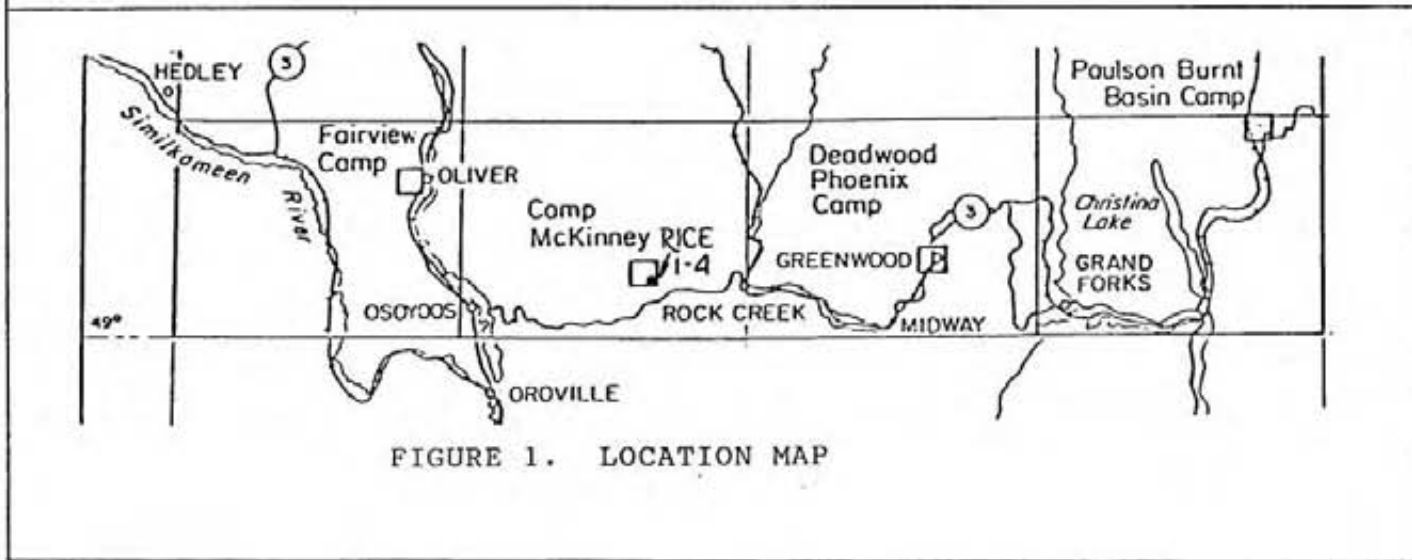 HEDLEY
3
Similkameen
River
Fairview
Camp
OLIVER
Camp
McKinney RICE
1-4
Deadwood
Phoenix
Camp
3
GREENWOOD
Paulson Burnt
Basin Camp
Christina
Lake
GRAND
FORKS
OSOYOOS
ROCK CREEK
MIDWAY
49°
OROVILLE
FIGURE 1. LOCATION MAP